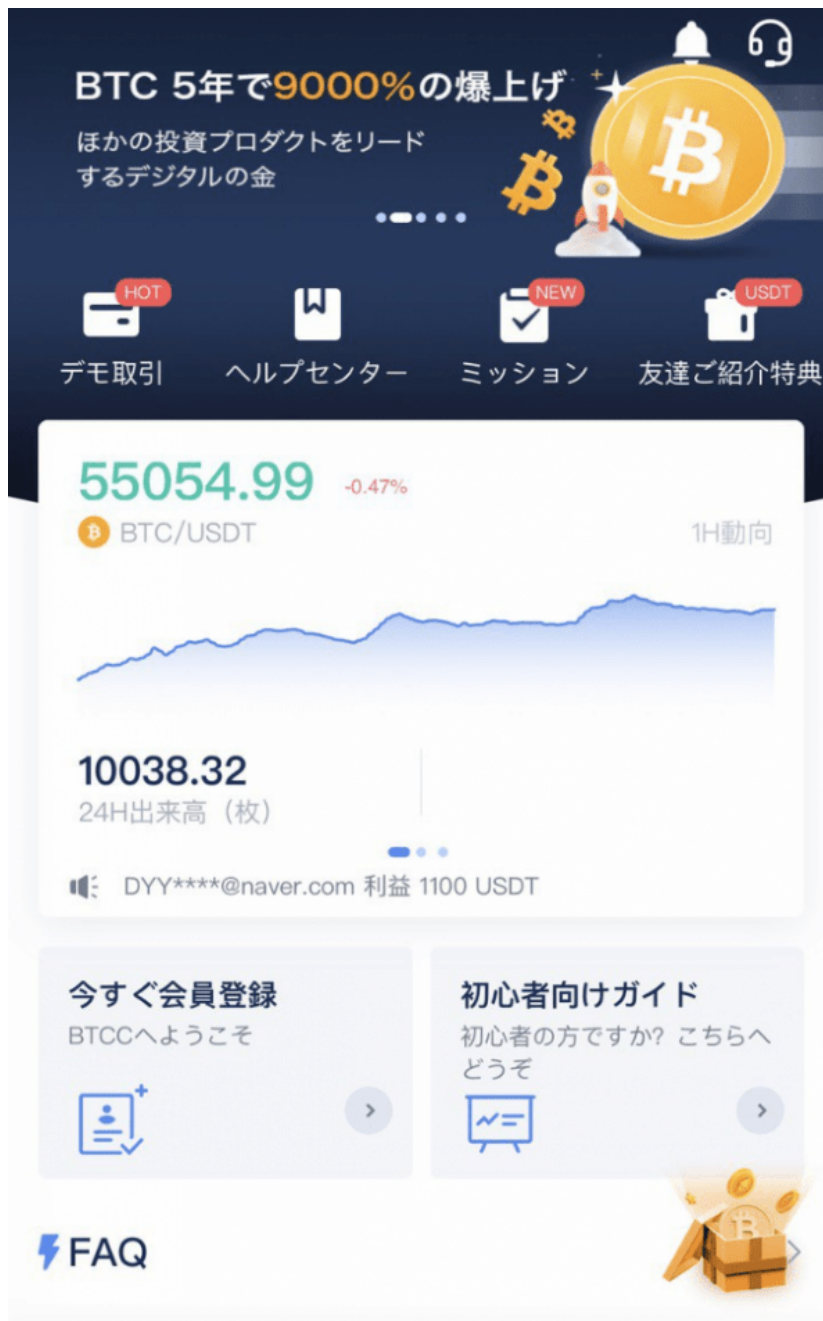 BTC 5年で9000%の爆上げ
ほかの投資プロダクトをリード
するデジタルの金
HOT
NEW
USDT
デモ取引
ヘルプセンター
ミッション
友達ご紹介特典
55054.99 -0.47%
BTC/USDT
1H動向
10038.32
24H出来高（枚）
DYY****@naver.com 利益 1100 USDT
今すぐ会員登録
BTCCへようこそ
初心者向けガイド
初心者の方ですか? こちらへ
どうぞ
FAQ